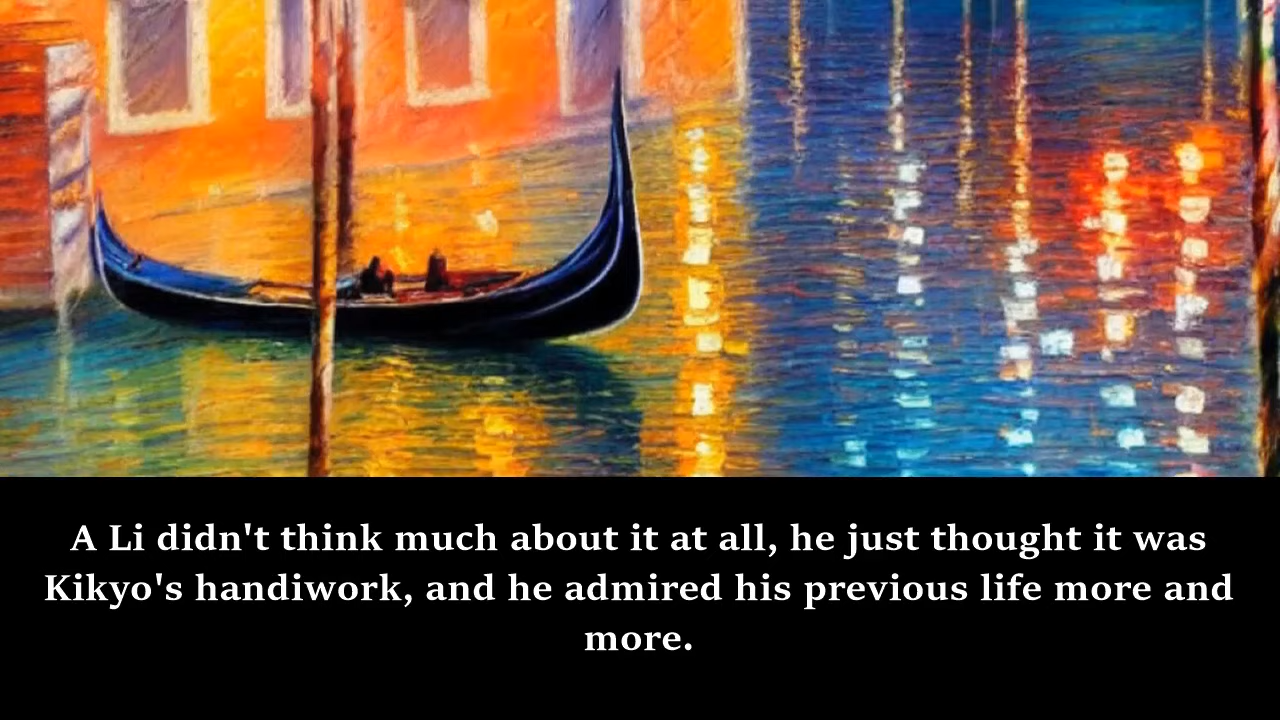 A Li didn't think much about it at all, he just thought it was
Kikyo's handiwork, and he admired his previous life more and
more.